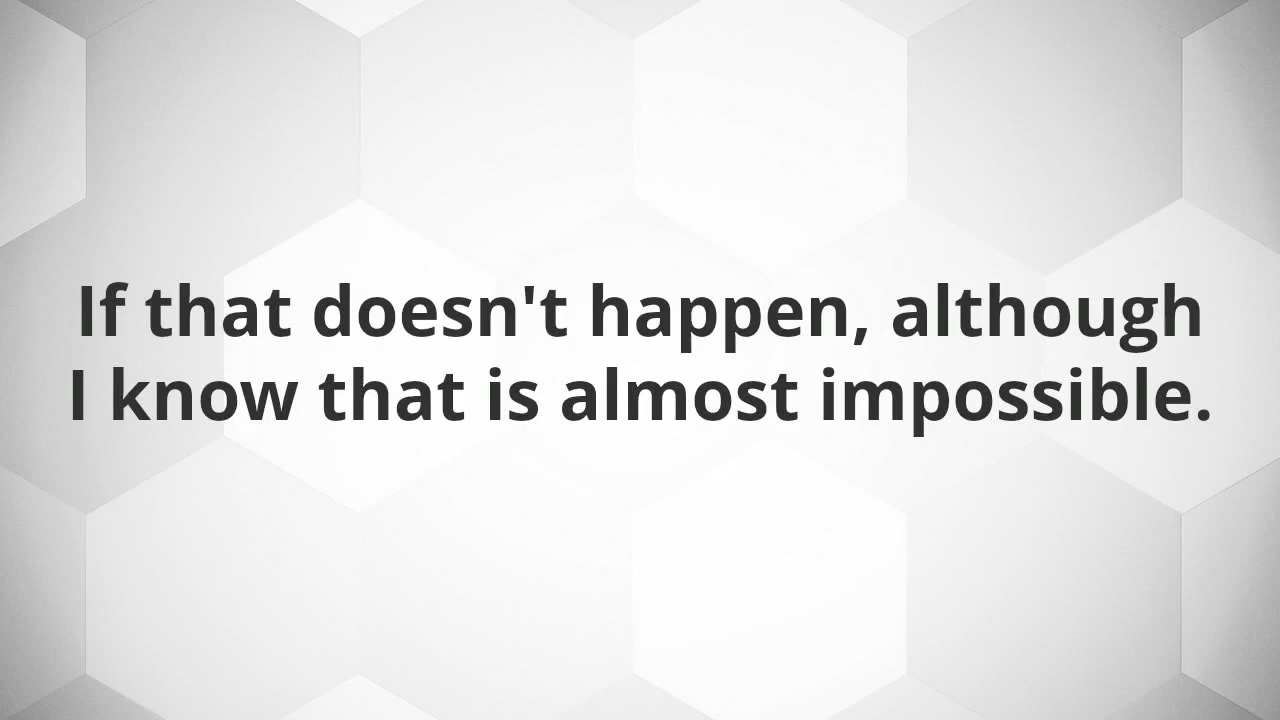 If that doesn't happen, although
I know that is almost impossible.